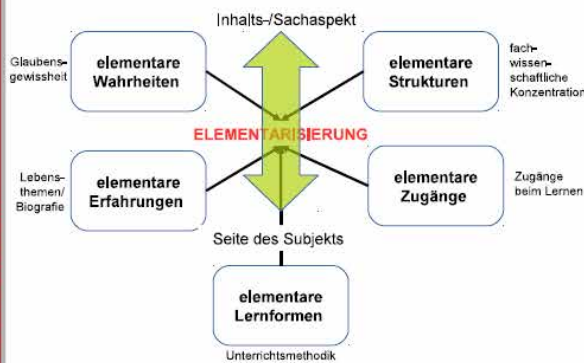 Inhalts-/Sachaspekt
Glaubens-
gewissheit
elementare
Wahrheiten
elementare
Strukturen
fach-
wissen-
schaftliche
Konzentration
ELEMENTARISIERUNG
Lebens-
themen/
Biografie
elementare
Erfahrungen
elementare
Zugänge
Zugänge
beim Lernen
Seite des Subjekts
elementare
Lernformen
Unterrichtsmethodik